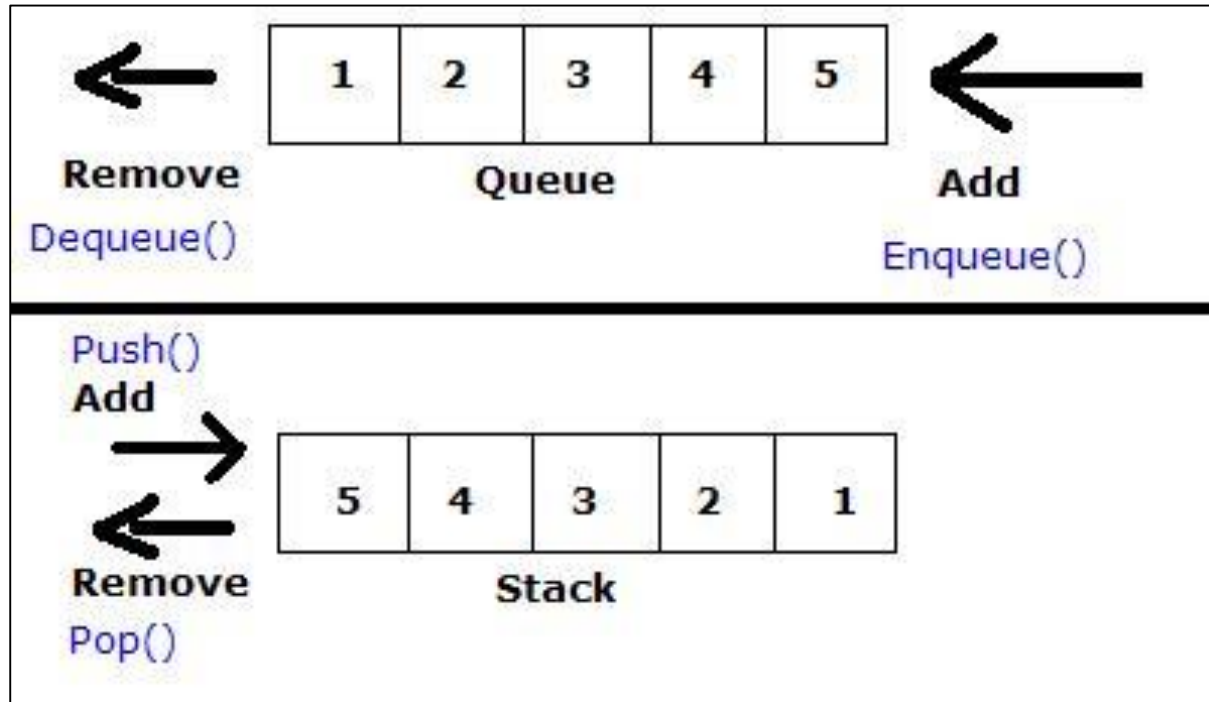 1 2 3 4 5
Remove
Queue
Add
Dequeue()
Enqueue()
Push()
Add
5 4 3 2 1
Remove
Stack
Pop()